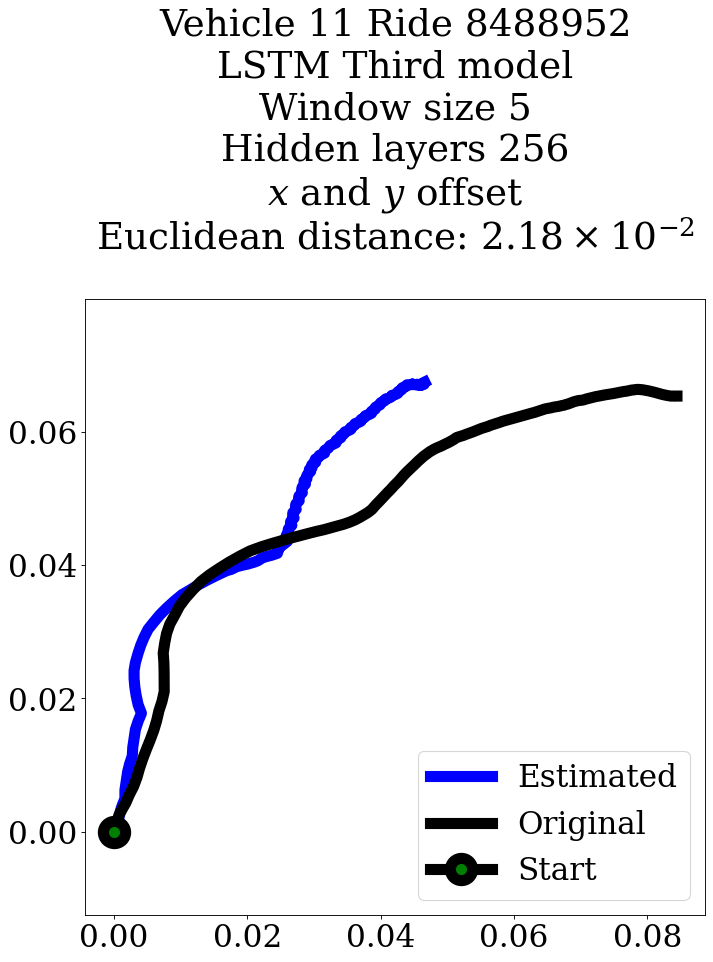 Vehicle 11 Ride 8488952
LSTM Third model
Window size 5
Hidden layers 256
x and y offset
Euclidean distance: 2.18 × 10⁻²
0.06
0.04
0.02
0.00
Estimated
Original
Start
0.00 0.02 0.04 0.06 0.08